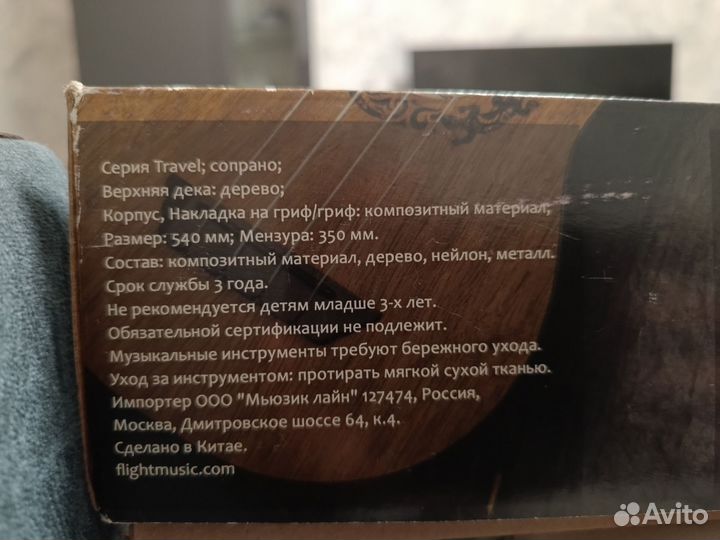 Серия Travel; сопрано;
Верхняя дека: дерево;
Корпус, Накладка на гриф/гриф: композитный материал;
Размер: 540 мм; Мензура: 350 мм.
Состав: композитный материал, дерево, нейлон, металл.
Срок службы 3 года.
Не рекомендуется детям младше 3-х лет.
Обязательной сертификации не подлежит.
Музыкальные инструменты требуют бережного ухода.
Уход за инструментом: протирать мягкой сухой тканью.
Импортер ООО "Мьюзик лайн" 127474, Россия,
Москва, Дмитровское шоссе 64, к.4.
Сделано в Китае.
flightmusic.com
Avito